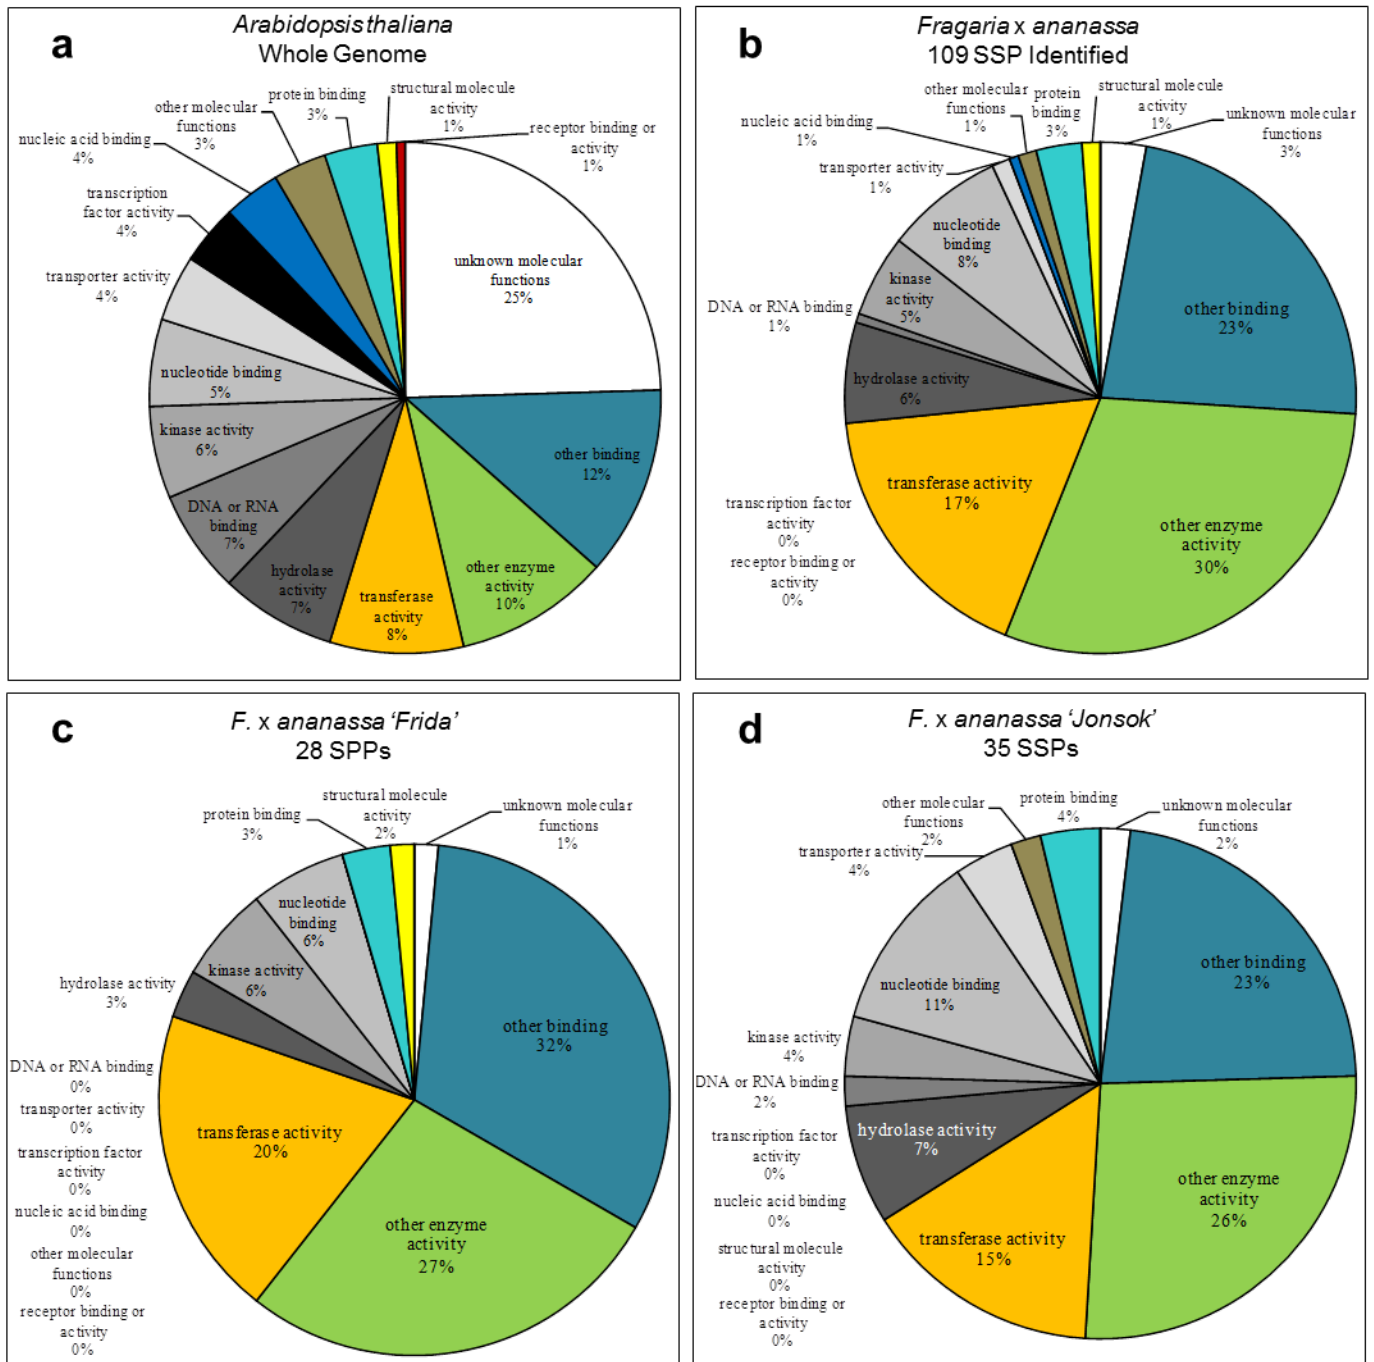 a
Arabidopsis thaliana
Whole Genome
structural molecule
activity
1%
protein binding
3%
other molecular
functions
3%
receptor binding or
activity
1%
nucleic acid binding
4%
transcription
factor activity
4%
transporter activity
4%
unknown molecular
functions
25%
nucleotide binding
5%
kinase activity
6%
other binding
12%
DNA or RNA
binding
7%
hydrolase
activity
7%
transferase
activity
8%
other enzyme
activity
10%
b
Fragaria x ananassa
109 SSP Identified
other molecular
functions
1%
protein
binding
3%
structural molecule
activity
1%
unknown molecular
functions
3%
nucleic acid binding
1%
transporter activity
1%
nucleotide
binding
8%
kinase
activity
5%
DNA or RNA binding
1%
other binding
23%
hydrolase activity
6%
transferase activity
17%
transcription factor
activity
0%
receptor binding or
activity
0%
other enzyme
activity
30%
c
F. x ananassa ‘Frida’
28 SPPs
structural molecule
activity
2%
protein binding
3%
unknown molecular
functions
1%
nucleotide
binding
6%
kinase activity
6%
hydrolase activity
3%
other binding
32%
DNA or RNA binding
0%
transporter activity
0%
transcription factor
activity
0%
nucleic acid binding
0%
other molecular
functions
0%
receptor binding or
activity
0%
transferase activity
20%
other enzyme
activity
27%
d
F. x ananassa ‘Jonsok’
35 SSPs
other molecular
functions
2%
protein binding
4%
unknown molecular
functions
2%
transporter activity
4%
nucleotide binding
11%
other binding
23%
kinase activity
4%
DNA or RNA binding
2%
hydrolase activity
7%
transcription factor
activity
0%
nucleic acid binding
0%
structural molecule
activity
0%
receptor binding or
activity
0%
transferase activity
15%
other enzyme
activity
26%